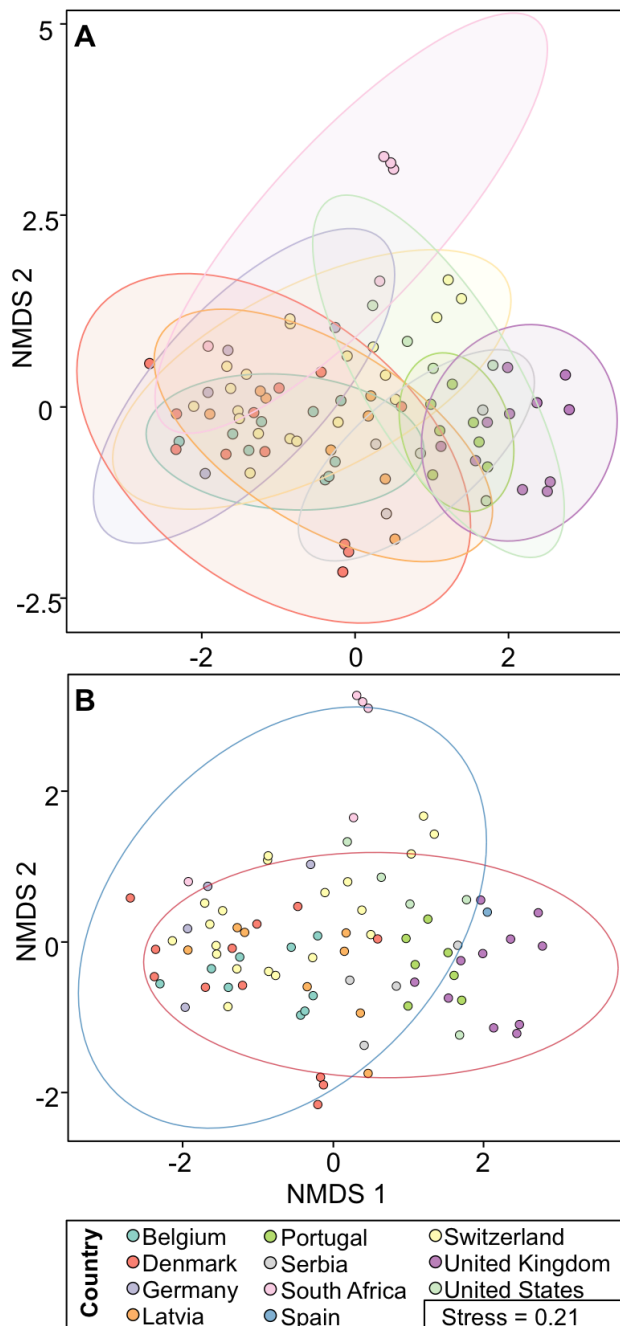 A
5
2.5
0
-2.5
NMDS 2
-2 0 2
B
2
0
-2
NMDS 2
-2 0 2
NMDS 1
Country
Belgium Portugal Switzerland
Denmark Serbia United Kingdom
Germany South Africa United States
Latvia Spain Stress = 0.21